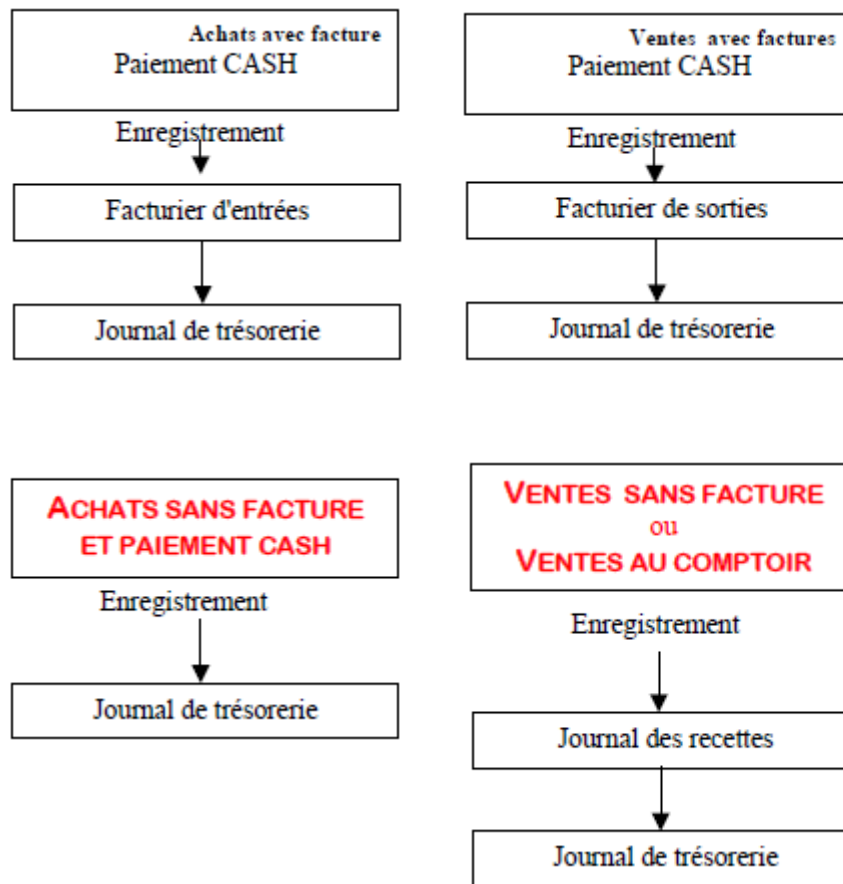 Achats avec facture
Paiement CASH
Enregistrement
Facturier d'entrées
Journal de trésorerie
Ventes avec factures
Paiement CASH
Enregistrement
Facturier de sorties
Journal de trésorerie
ACHATS SANS FACTURE
ET PAIEMENT CASH
Enregistrement
Journal de trésorerie
VENTES SANS FACTURE
ou
VENTES AU COMPTOIR
Enregistrement
Journal des recettes
Journal de trésorerie